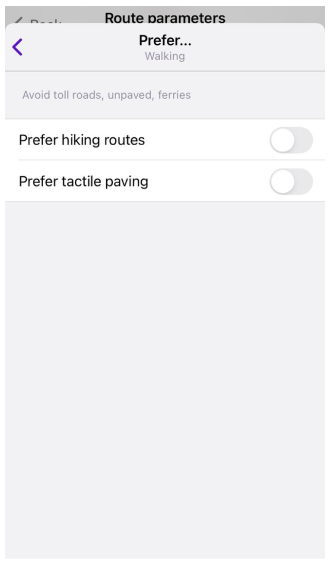 Back
Route parameters
Prefer...
Walking
Avoid toll roads, unpaved, ferries
Prefer hiking routes
Prefer tactile paving